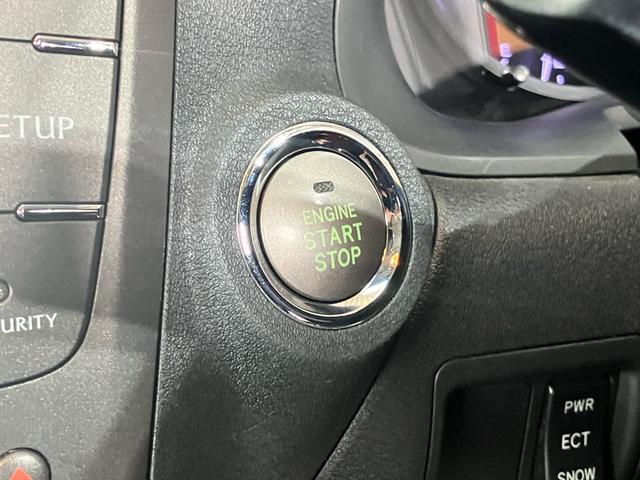 ETUP
URITY
ENGINE
START
STOP
E
PWR
ECT
SNOW